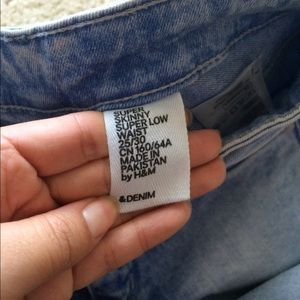 SUPER
SKINNY
SUPER LOW
WAIST
25/30
CN 160/64A
MADE IN
PAKISTAN
by H&M
&DENIM